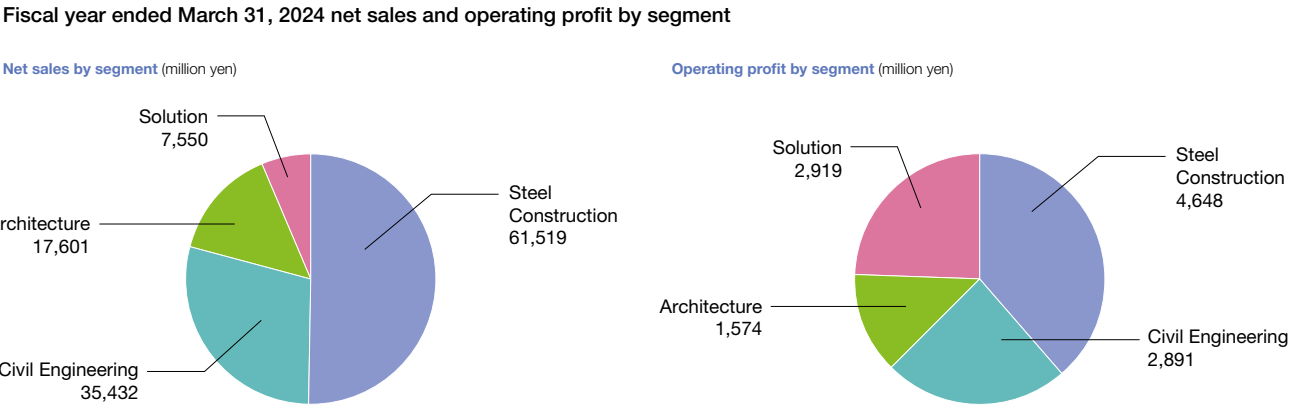 Fiscal year ended March 31, 2024 net sales and operating profit by segment
Net sales by segment (million yen)
Solution
7,550
Steel
Construction
61,519
rchitecture
17,601
Civil Engineering
35,432
Operating profit by segment (million yen)
Solution
2,919
Steel
Construction
4,648
Architecture
1,574
Civil Engineering
2,891